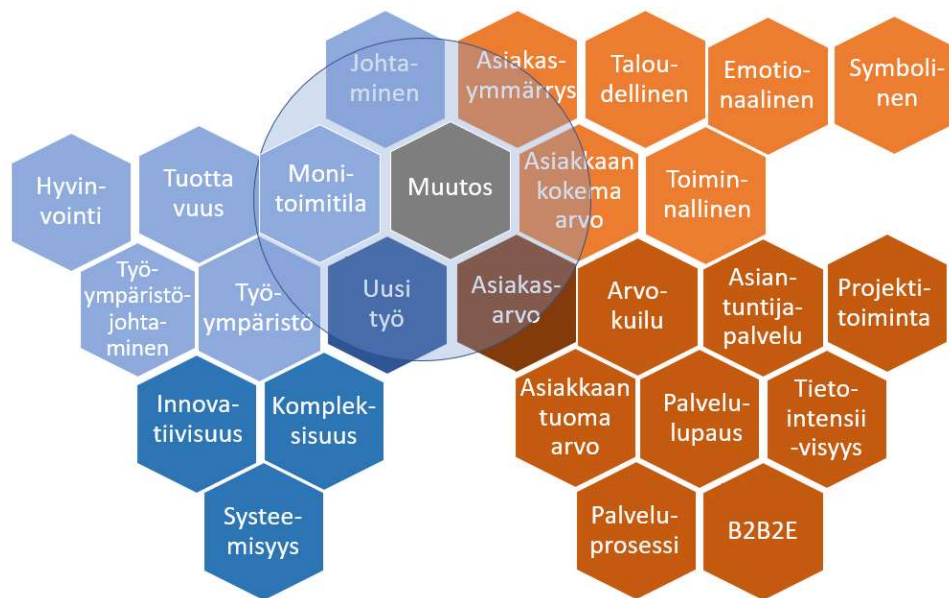 Johta-
minen
Asiakas-
ymmärrys
Talou-
dellinen
Emotio-
naalinen
Symboli-
nen
Hyvin-
vointi
Tuotta
vuus
Moni-
toimitila
Muutos
Asiakkaan
kokema
arvo
Toimin-
nallinen
Työ-
ympäristö-
johta-
minen
Työ-
ympäristö
Uusi
työ
Asiakas-
arvo
Arvo-
kuilu
Asian-
tuntija-
palvelu
Projekti-
toiminta
Innova-
tiivisuus
Komplek-
sisuus
Asiakkaan
tuoma
arvo
Palvelu-
lupaus
Tieto-
intensii
-visyys
Systee-
misyys
Palvelu-
prosessi
B2B2E